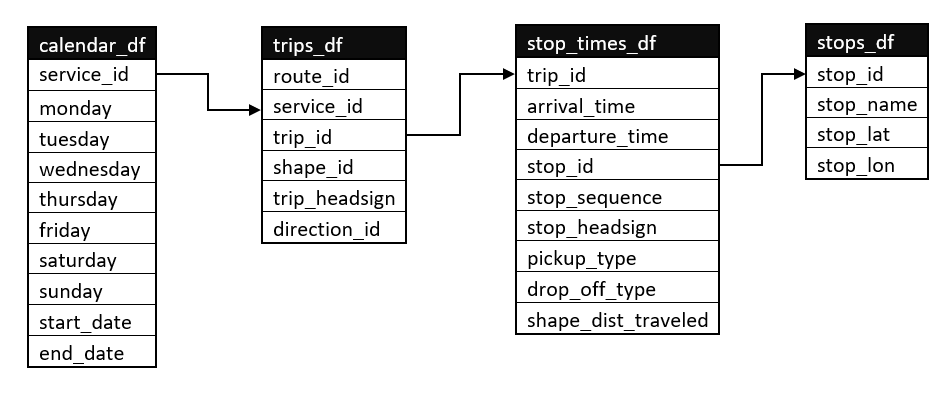 calendar_df
service_id
monday
tuesday
wednesday
thursday
friday
saturday
sunday
start_date
end_date
trips_df
route_id
service_id
trip_id
shape_id
trip_headsign
direction_id
stop_times_df
trip_id
arrival_time
departure_time
stop_id
stop_sequence
stop_headsign
pickup_type
drop_off_type
shape_dist_traveled
stops_df
stop_id
stop_name
stop_lat
stop_lon